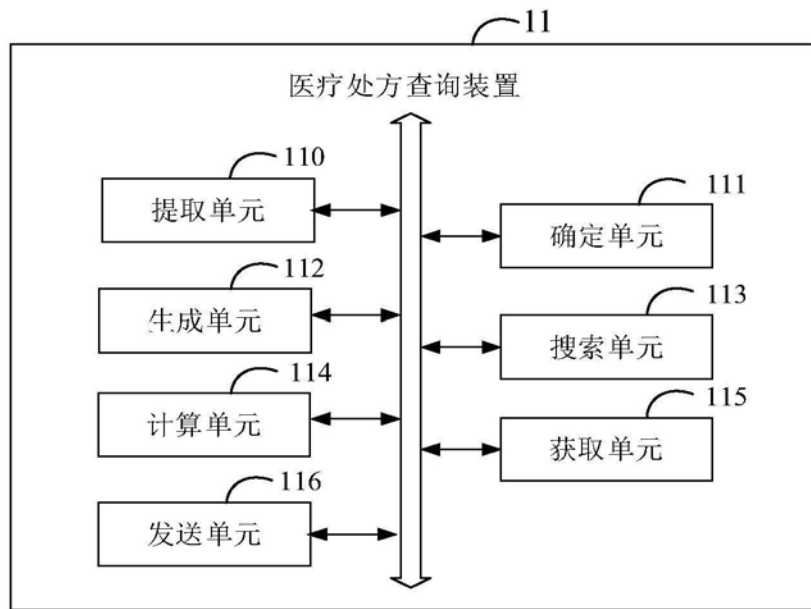 11
医疗处方查询装置
110
提取单元
111
确定单元
112
生成单元
113
搜索单元
114
计算单元
115
获取单元
116
发送单元